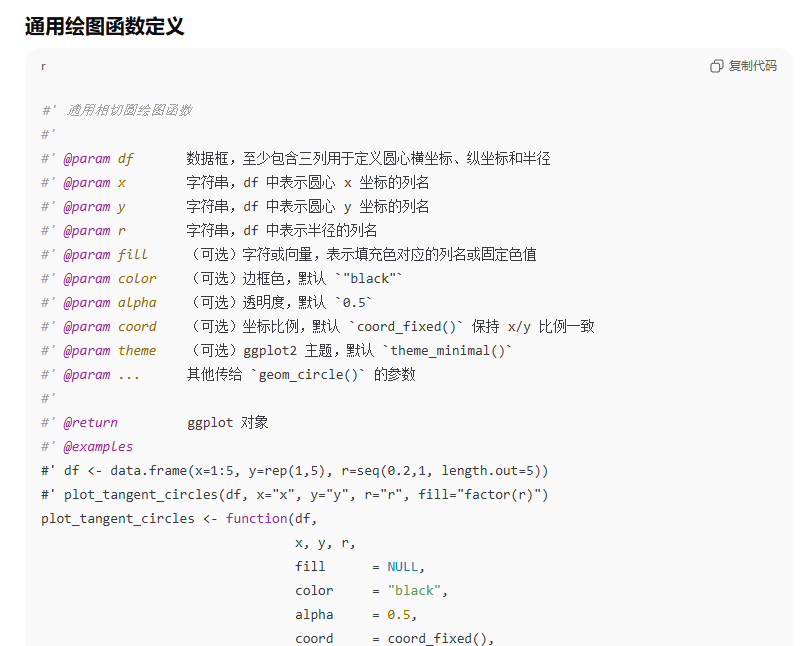 通用绘图函数定义
r
复制代码
#' 通用相切圆绘图函数
#'
#' @param df 数据框，至少包含三列用于定义圆心横坐标、纵坐标和半径
#' @param x 字符串，df 中表示圆心 x 坐标的列名
#' @param y 字符串，df 中表示圆心 y 坐标的列名
#' @param r 字符串，df 中表示半径的列名
#' @param fill （可选）字符或向量，表示填充色对应的列名或固定色值
#' @param color （可选）边框色，默认 `"black"`
#' @param alpha （可选）透明度，默认 `0.5`
#' @param coord （可选）坐标比例，默认 `coord_fixed()` 保持 x/y 比例一致
#' @param theme （可选）ggplot2 主题，默认 `theme_minimal()`
#' @param ... 其他传给 `geom_circle()` 的参数
#'
#' @return ggplot 对象
#' @examples
#' df <- data.frame(x=1:5, y=rep(1,5), r=seq(0.2,1, length.out=5))
#' plot_tangent_circles(df, x="x", y="y", r="r", fill="factor(r)")
plot_tangent_circles <- function(df,
x, y, r,
fill = NULL,
color = "black",
alpha = 0.5,
coord = coord_fixed(),